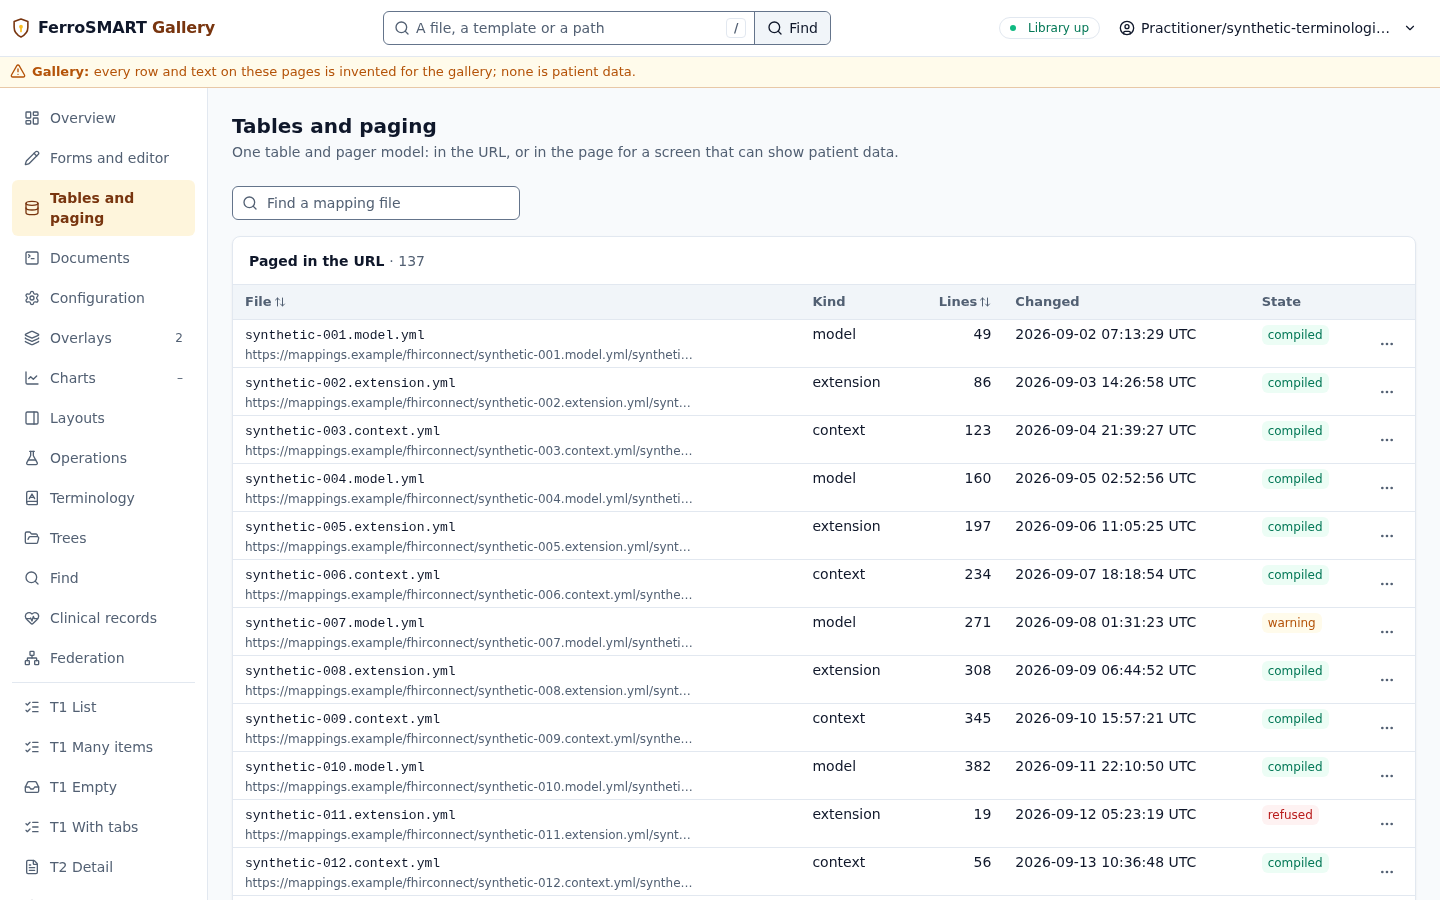 FerroSMART Gallery
A file, a template or a path
/
Find
Library up
Practitioner/synthetic-terminologi...
Gallery: every row and text on these pages is invented for the gallery; none is patient data.
Overview
Forms and editor
Tables and
paging
Documents
Configuration
Overlays 2
Charts –
Layouts
Operations
Terminology
Trees
Find
Clinical records
Federation
T1 List
T1 Many items
T1 Empty
T1 With tabs
T2 Detail
Tables and paging
One table and pager model: in the URL, or in the page for a screen that can show patient data.
Find a mapping file
Paged in the URL · 137
File Kind Lines Changed State
synthetic-001.model.yml model 49 2026-09-02 07:13:29 UTC compiled
https://mappings.example/fhirconnect/synthetic-001.model.yml/syntheti...
synthetic-002.extension.yml extension 86 2026-09-03 14:26:58 UTC compiled
https://mappings.example/fhirconnect/synthetic-002.extension.yml/synt...
synthetic-003.context.yml context 123 2026-09-04 21:39:27 UTC compiled
https://mappings.example/fhirconnect/synthetic-003.context.yml/synthe...
synthetic-004.model.yml model 160 2026-09-05 02:52:56 UTC compiled
https://mappings.example/fhirconnect/synthetic-004.model.yml/syntheti...
synthetic-005.extension.yml extension 197 2026-09-06 11:05:25 UTC compiled
https://mappings.example/fhirconnect/synthetic-005.extension.yml/synt...
synthetic-006.context.yml context 234 2026-09-07 18:18:54 UTC compiled
https://mappings.example/fhirconnect/synthetic-006.context.yml/synthe...
synthetic-007.model.yml model 271 2026-09-08 01:31:23 UTC warning
https://mappings.example/fhirconnect/synthetic-007.model.yml/syntheti...
synthetic-008.extension.yml extension 308 2026-09-09 06:44:52 UTC compiled
https://mappings.example/fhirconnect/synthetic-008.extension.yml/synt...
synthetic-009.context.yml context 345 2026-09-10 15:57:21 UTC compiled
https://mappings.example/fhirconnect/synthetic-009.context.yml/synthe...
synthetic-010.model.yml model 382 2026-09-11 22:10:50 UTC compiled
https://mappings.example/fhirconnect/synthetic-010.model.yml/syntheti...
synthetic-011.extension.yml extension 19 2026-09-12 05:23:19 UTC refused
https://mappings.example/fhirconnect/synthetic-011.extension.yml/synt...
synthetic-012.context.yml context 56 2026-09-13 10:36:48 UTC compiled
https://mappings.example/fhirconnect/synthetic-012.context.yml/synthe...